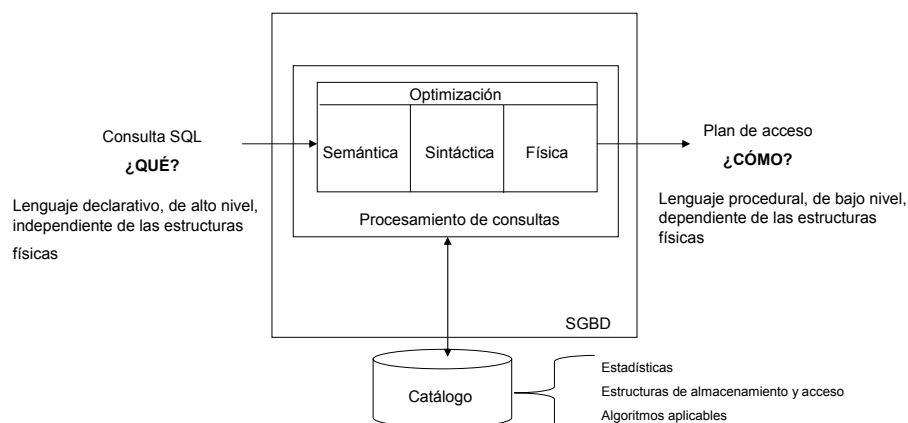 Optimización
Semántica
Sintáctica
Física
Procesamiento de consultas
SGBD
Consulta SQL
¿QUÉ?
Lenguaje declarativo, de alto nivel,
independiente de las estructuras
físicas
Plan de acceso
¿CÓMO?
Lenguaje procedural, de bajo nivel,
dependiente de las estructuras
físicas
Catálogo
Estadísticas
Estructuras de almacenamiento y acceso
Algoritmos aplicables